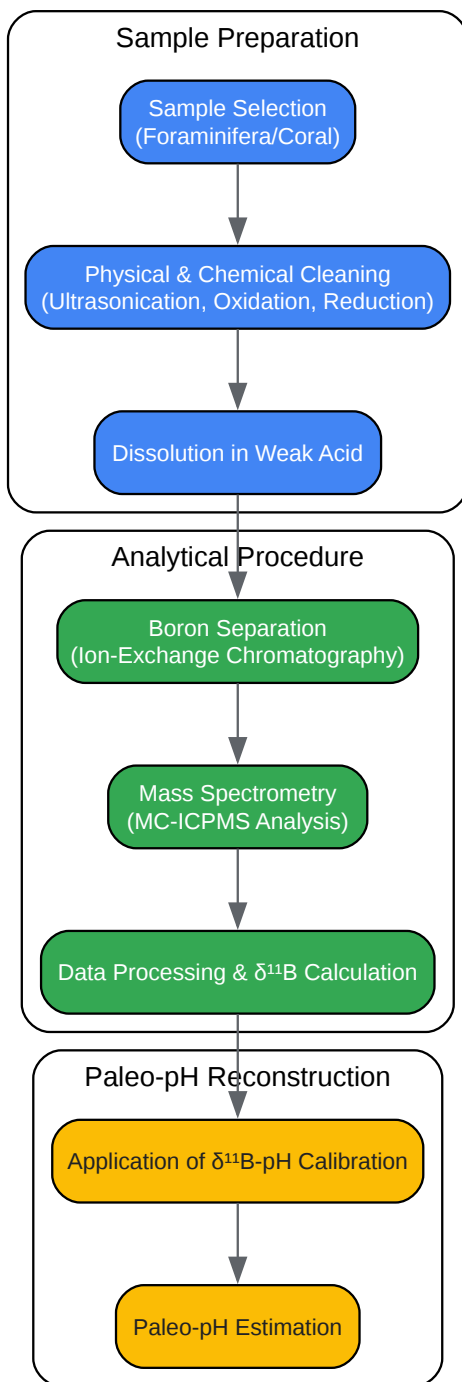 Sample Preparation
Sample Selection
(Foraminifera/Coral)
Physical & Chemical Cleaning
(Ultrasonication, Oxidation, Reduction)
Dissolution in Weak Acid
Analytical Procedure
Boron Separation
(Ion-Exchange Chromatography)
Mass Spectrometry
(MC-ICPMS Analysis)
Data Processing & δ¹¹B Calculation
Paleo-pH Reconstruction
Application of δ¹¹B-pH Calibration
Paleo-pH Estimation